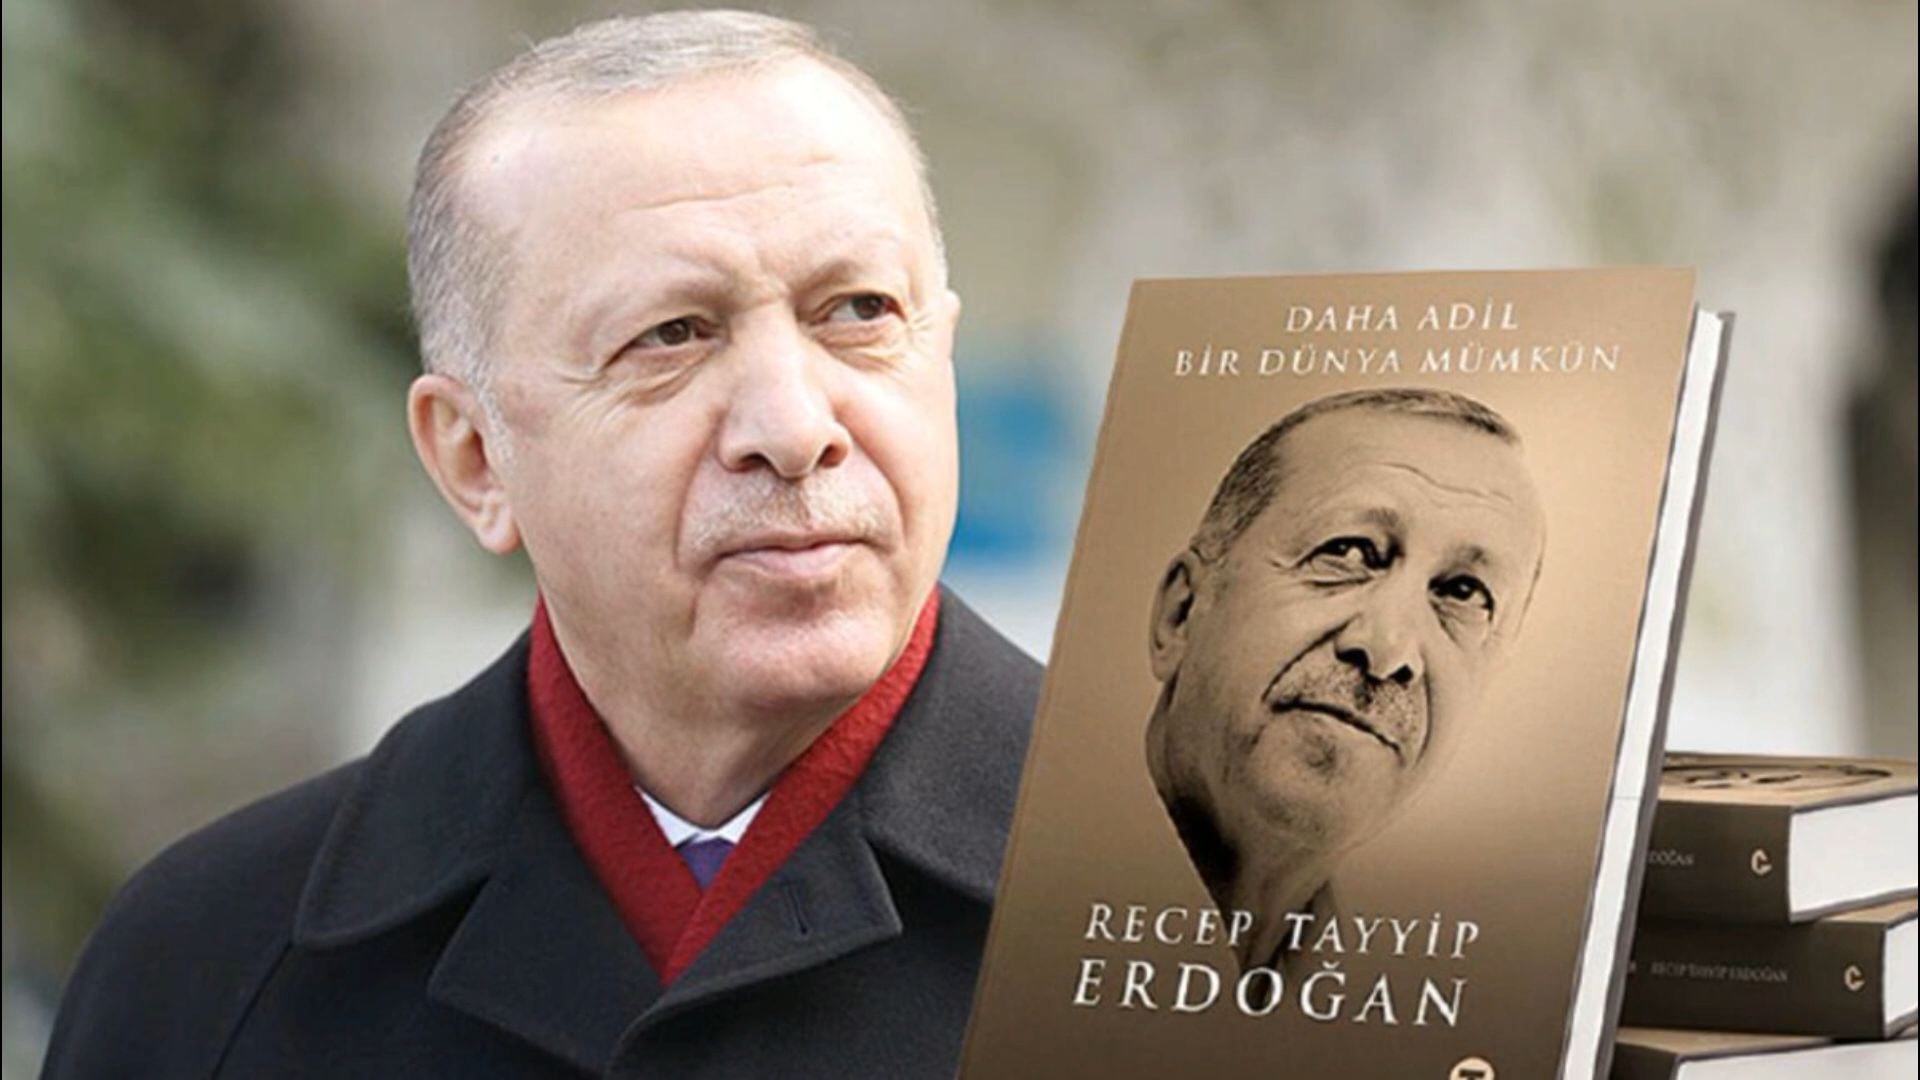 DAHA ADİL
BİR DÜNYA MÜMKÜN
RECEP TAYYİP
ERDOĞAN
RECEP TAYYİP ERDOĞAN